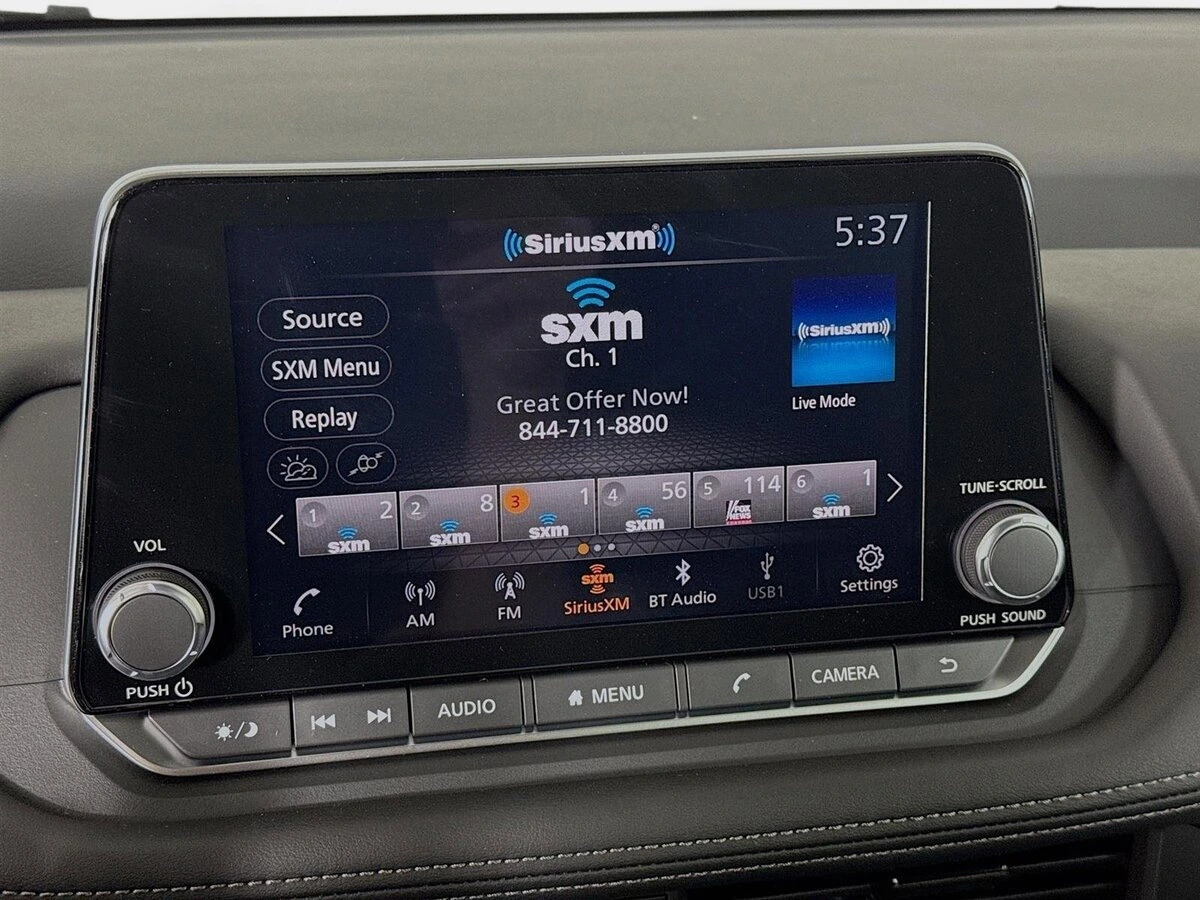 SiriusXM
5:37
Source
SXM Menu
Replay
sxm
Ch. 1
Great Offer Now!
844-711-8800
SiriusXM
Live Mode
1 2 sxm
2 8 sxm
3 1 sxm
4 56 sxm
5 114 FOX NEWS
6 1 sxm
Phone
AM
FM
sxm
SiriusXM
BT Audio
USB1
Settings
VOL
PUSH
TUNE·SCROLL
PUSH SOUND
AUDIO
MENU
CAMERA